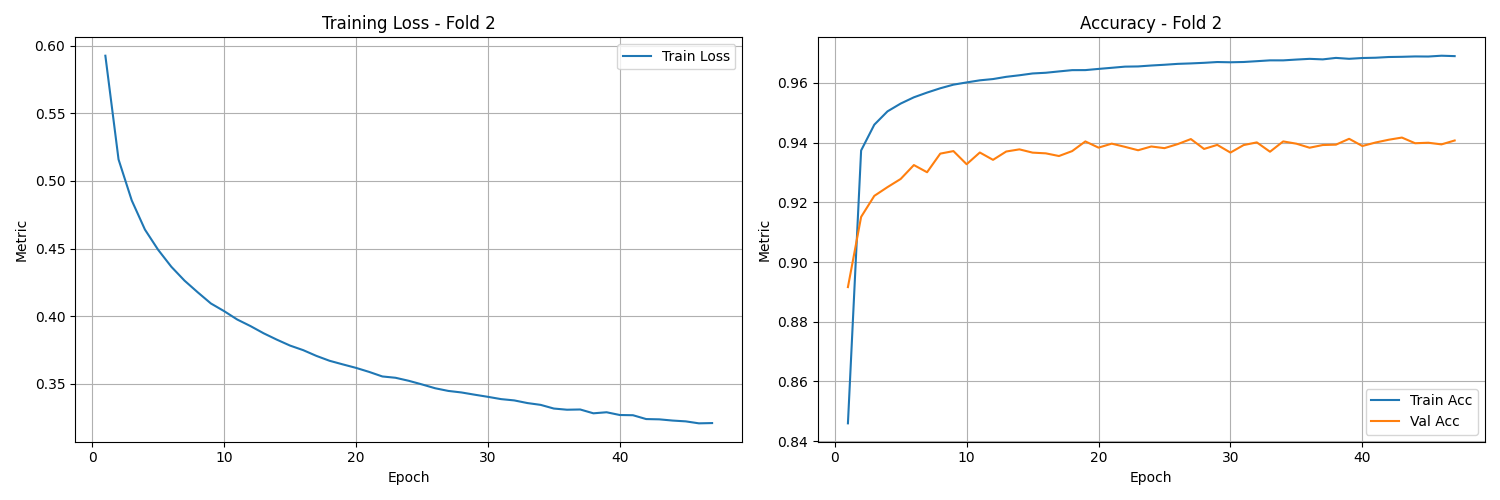 Training Loss - Fold 2
Train Loss
0.60
0.55
0.50
0.45
0.40
0.35
Metric
0
10
20
30
40
Epoch
Accuracy - Fold 2
0.96
0.94
0.92
0.90
0.88
0.86
0.84
Metric
Train Acc
Val Acc
0
10
20
30
40
Epoch